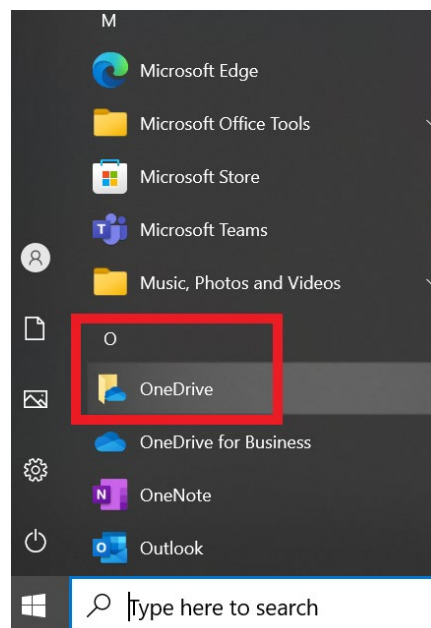 M
Microsoft Edge
Microsoft Office Tools
Microsoft Store
Microsoft Teams
Music, Photos and Videos
O
OneDrive
OneDrive for Business
OneNote
Outlook
Type here to search